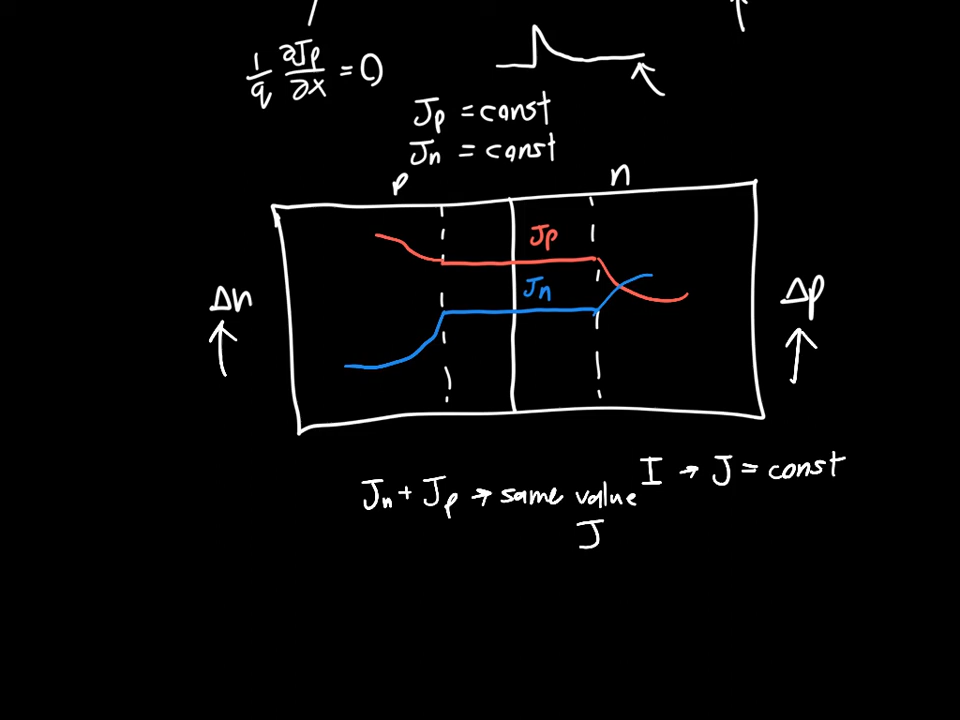 1/q ∂Jp/∂x = 0
Jp = const
Jn = const
p
n
Jp
Jn
Δn
Δp
I → J = const
Jn + Jp → same value
J